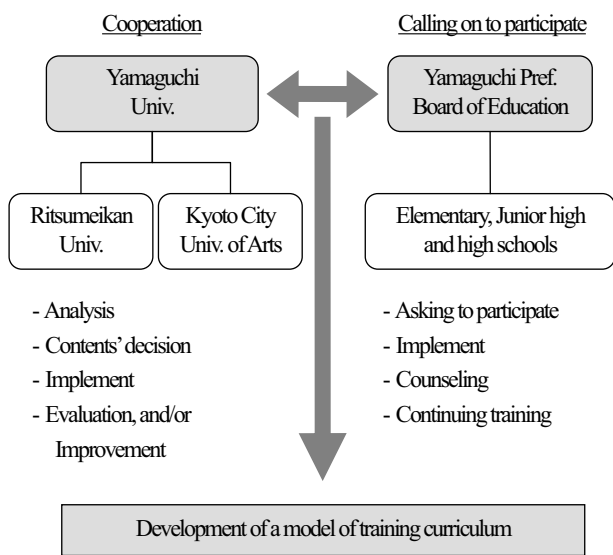 Cooperation
Calling on to participate
Yamaguchi
Univ.
Yamaguchi Pref.
Board of Education
Ritsumeikan
Univ.
Kyoto City
Univ. of Arts
Elementary, Junior high
and high schools
- Analysis
- Contents' decision
- Implement
- Evaluation, and/or
Improvement
- Asking to participate
- Implement
- Counseling
- Continuing training
Development of a model of training curriculum